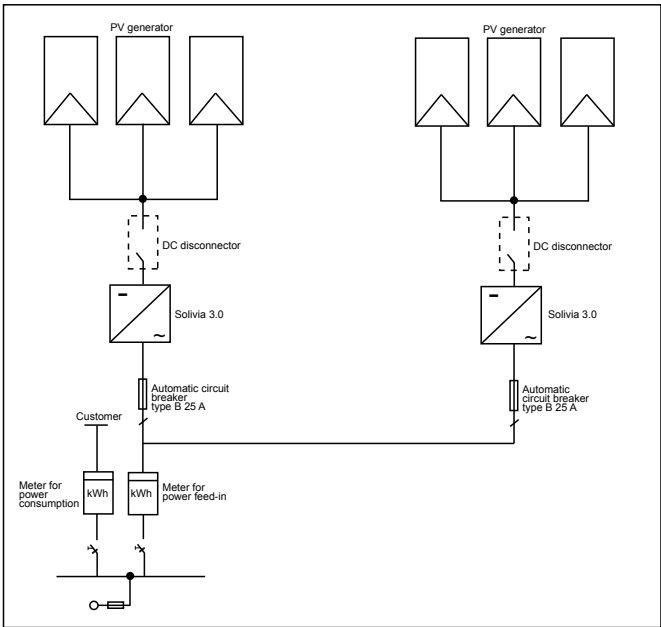 PV generator
PV generator
DC disconnector
DC disconnector
Solivia 3.0
Solivia 3.0
Automatic circuit
breaker
type B 25 A
Automatic
circuit breaker
type B 25 A
Customer
Meter for
power
consumption
kWh
kWh
Meter for
power feed-in